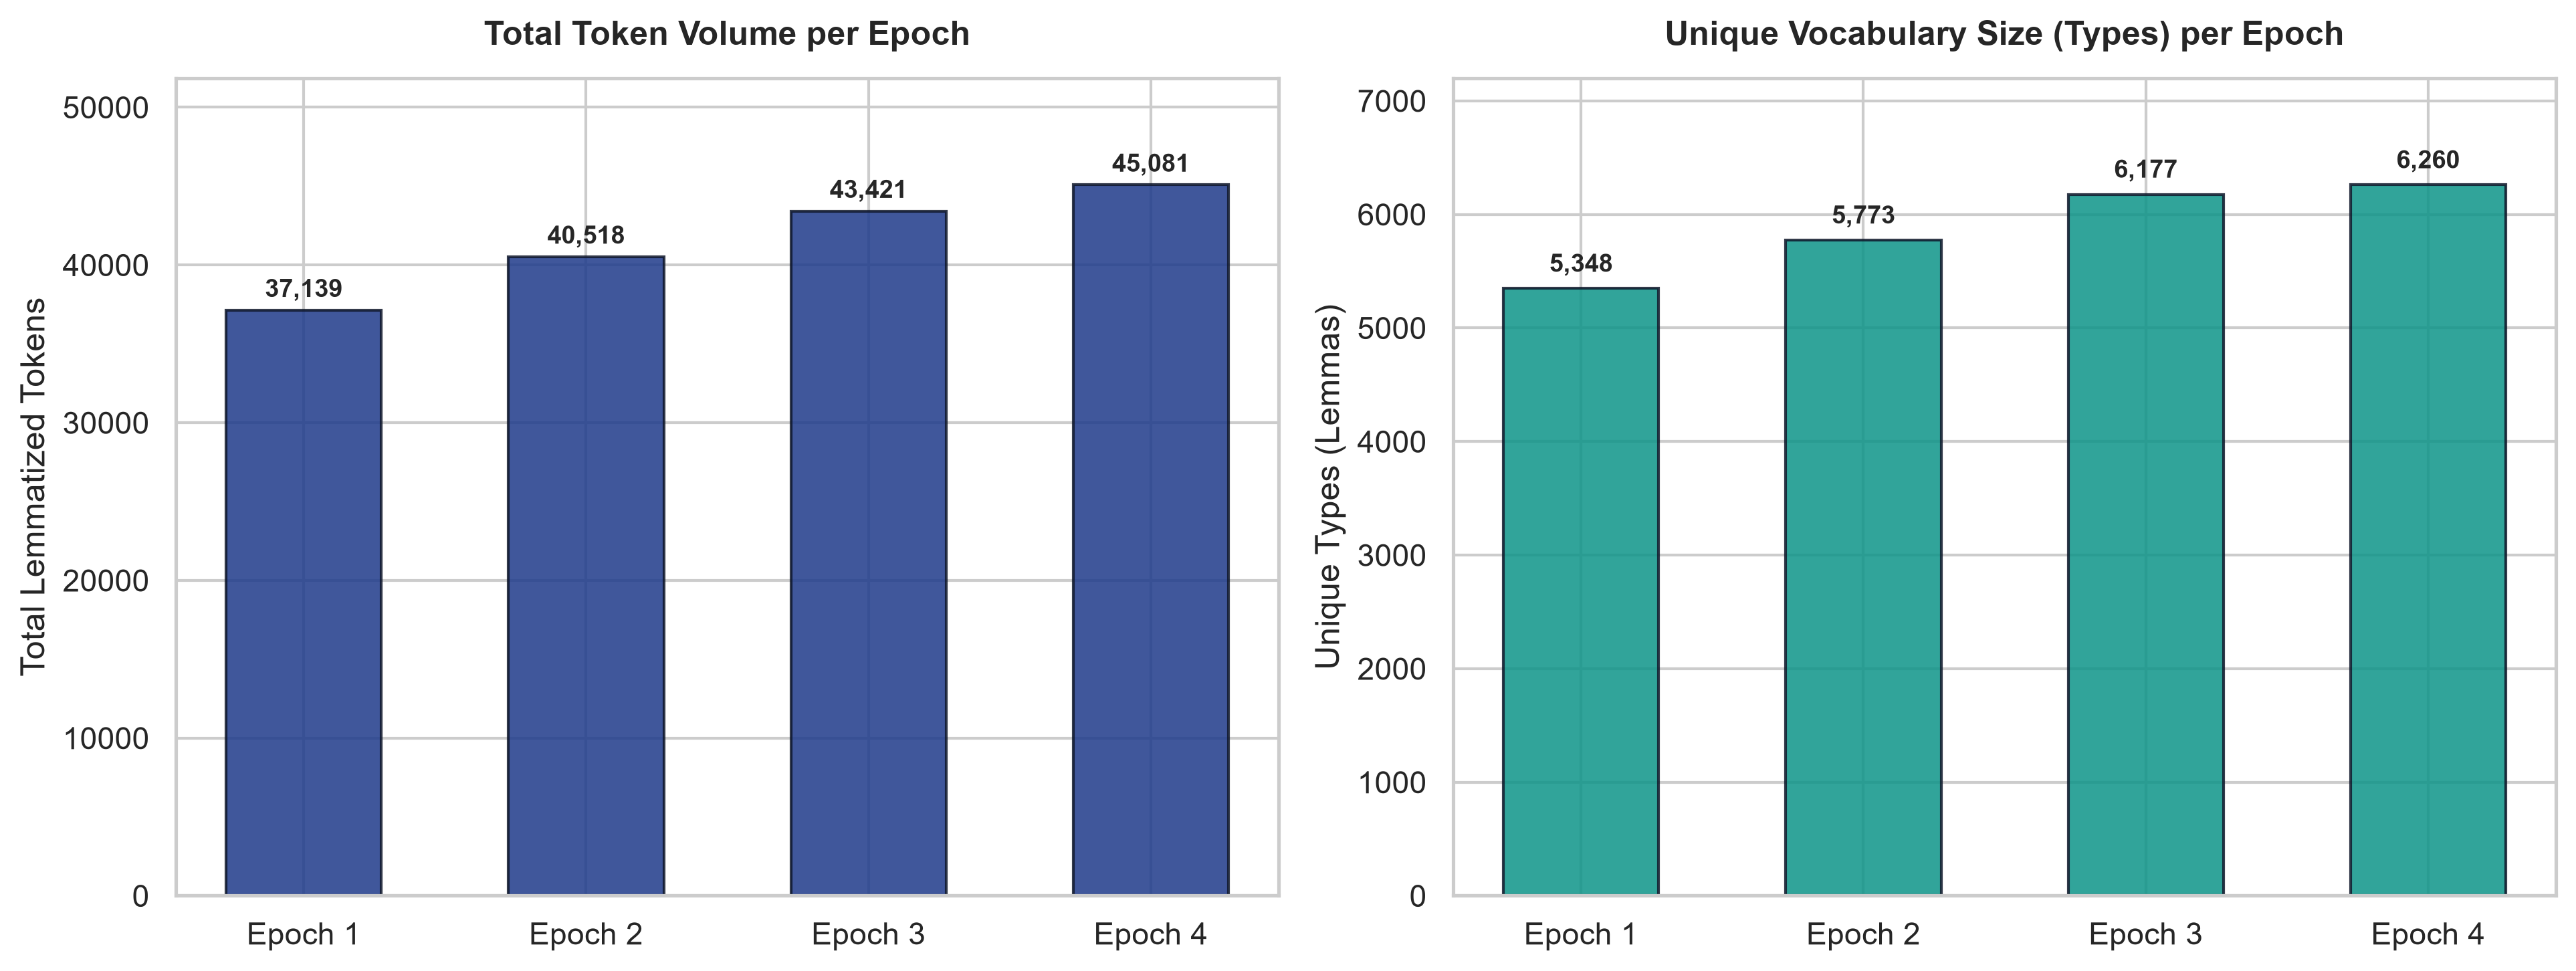 Total Token Volume per Epoch
Total Lemmatized Tokens
50000
40000
30000
20000
10000
0
37,139
40,518
43,421
45,081
Epoch 1
Epoch 2
Epoch 3
Epoch 4
Unique Vocabulary Size (Types) per Epoch
Unique Types (Lemmas)
7000
6000
5000
4000
3000
2000
1000
0
5,348
5,773
6,177
6,260
Epoch 1
Epoch 2
Epoch 3
Epoch 4